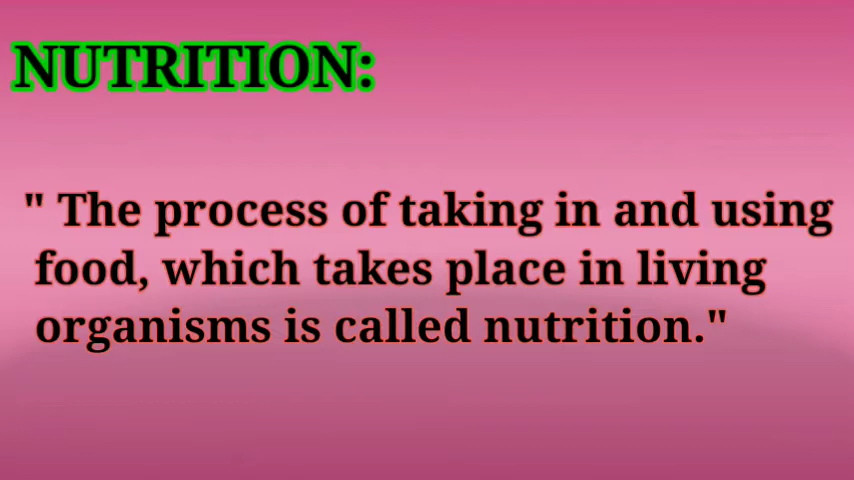 NUTRITION:
" The process of taking in and using
food, which takes place in living
organisms is called nutrition."